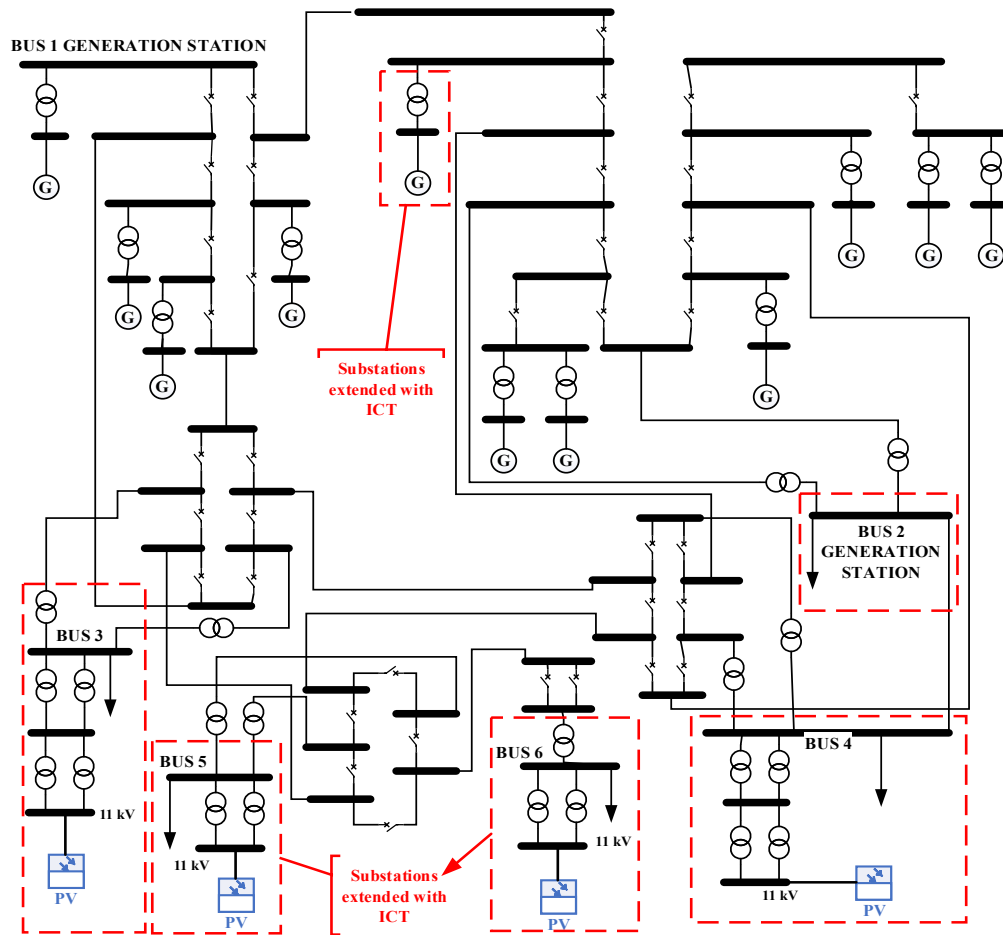 BUS 1 GENERATION STATION
G
G
G
G
G
G
G
G
G
G
G
G
Substations
extended with
ICT
BUS 2
GENERATION
STATION
BUS 3
11 kV
PV
BUS 5
11 kV
PV
BUS 6
11 kV
PV
BUS 4
11 kV
PV
Substations
extended with
ICT